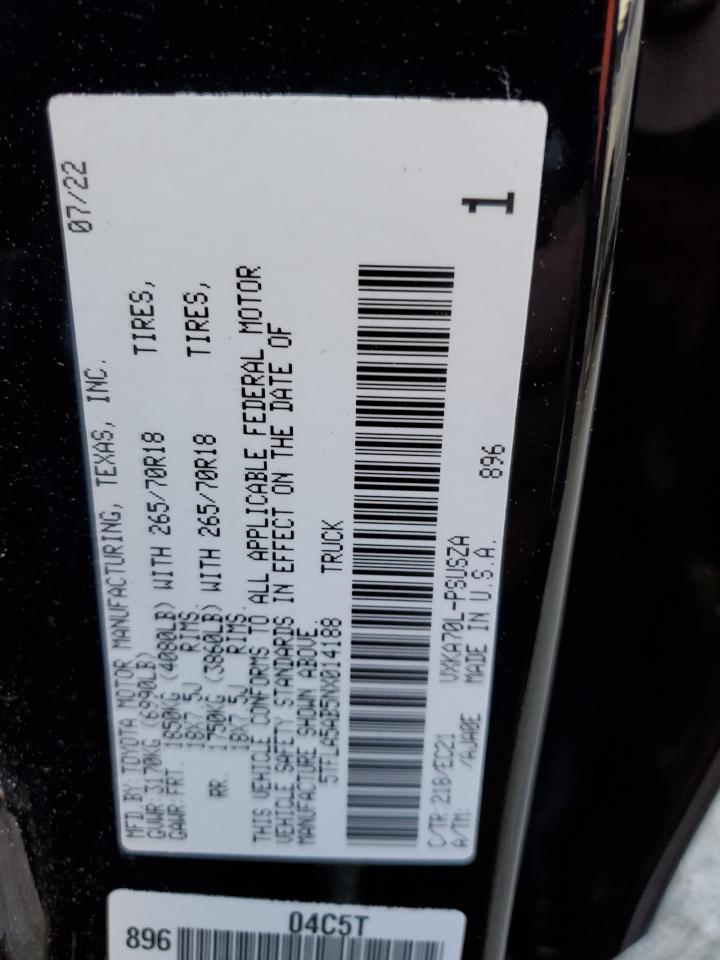 MFD BY: TOYOTA MOTOR MANUFACTURING, TEXAS, INC. 07/22
GVWR: 3170KG (6990LB)
GAWR: FRT. 1850KG (4080LB) WITH 265/70R18 TIRES,
18X7.5J RIMS.
RR. 1750KG (3860LB) WITH 265/70R18 TIRES,
18X7.5J RIMS.
THIS VEHICLE CONFORMS TO ALL APPLICABLE FEDERAL MOTOR
VEHICLE SAFETY STANDARDS IN EFFECT ON THE DATE OF
MANUFACTURE SHOWN ABOVE.
5TFLA5AB5NX014188 TRUCK
C/TR: 218/EC21 VXKA70L-PSUSZA 896 1
A/TM: /AJA0E MADE IN U.S.A.
04C5T
896